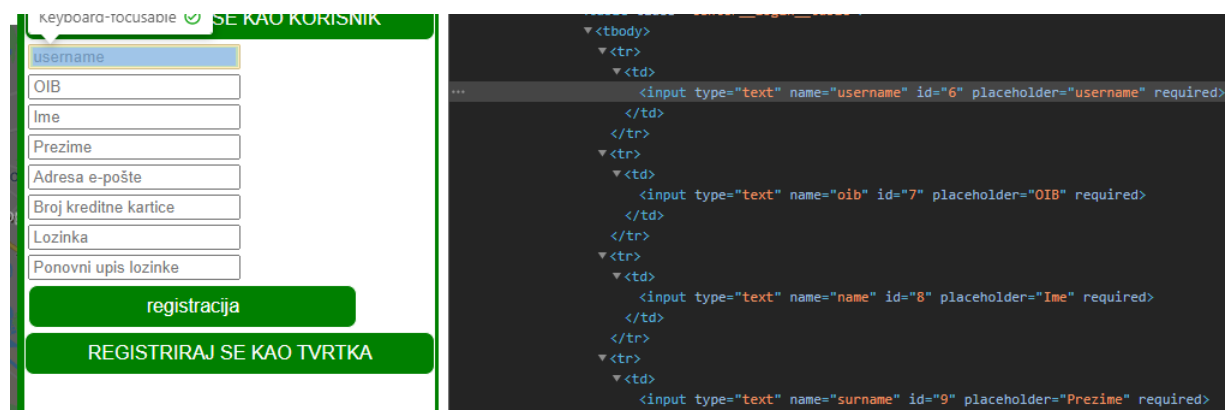 Keyboard-focusable
SE KAO KORISNIK
username
OIB
Ime
Prezime
Adresa e-pošte
Broj kreditne kartice
Lozinka
Ponovni upis lozinke
registracija
REGISTRIRAJ SE KAO TVRTKA
▼<tbody>
▼<tr>
▼<td>
... <input type="text" name="username" id="6" placeholder="username" required>
</td>
</tr>
▼<tr>
▼<td>
<input type="text" name="oib" id="7" placeholder="OIB" required>
</td>
</tr>
▼<tr>
▼<td>
<input type="text" name="name" id="8" placeholder="Ime" required>
</td>
</tr>
▼<tr>
▼<td>
<input type="text" name="surname" id="9" placeholder="Prezime" required>